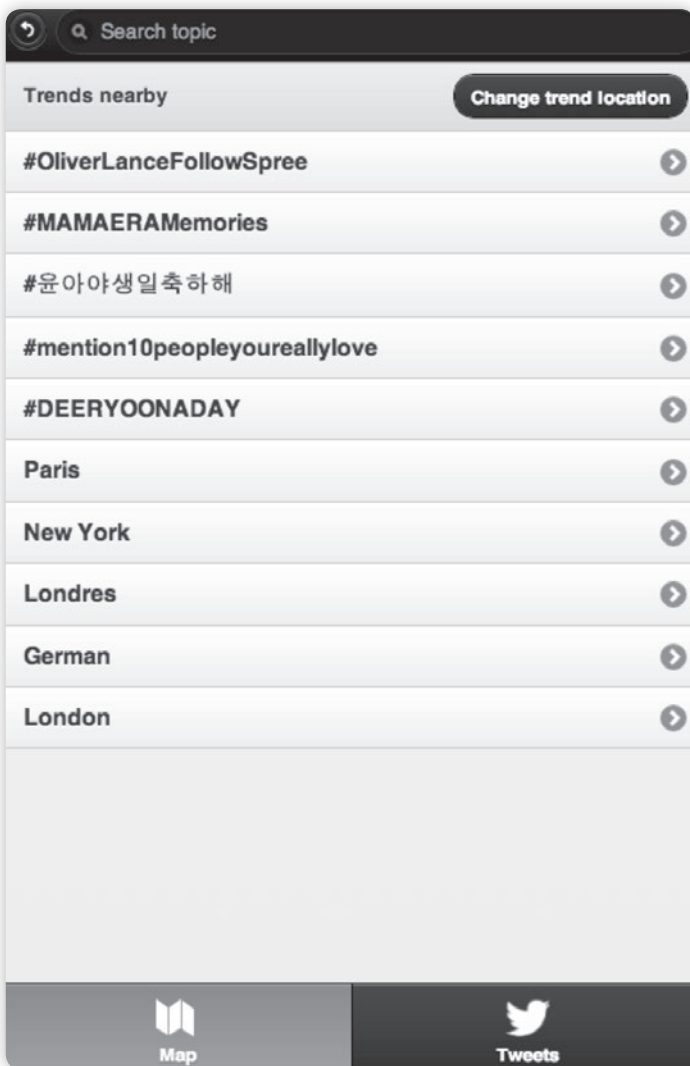 Search topic
Trends nearby
Change trend location
#OliverLanceFollowSpree
#MAMAERAMemories
#윤아야생일축하해
#mention10peopleyoureallylove
#DEERYOONADAY
Paris
New York
Londres
German
London
Map
Tweets